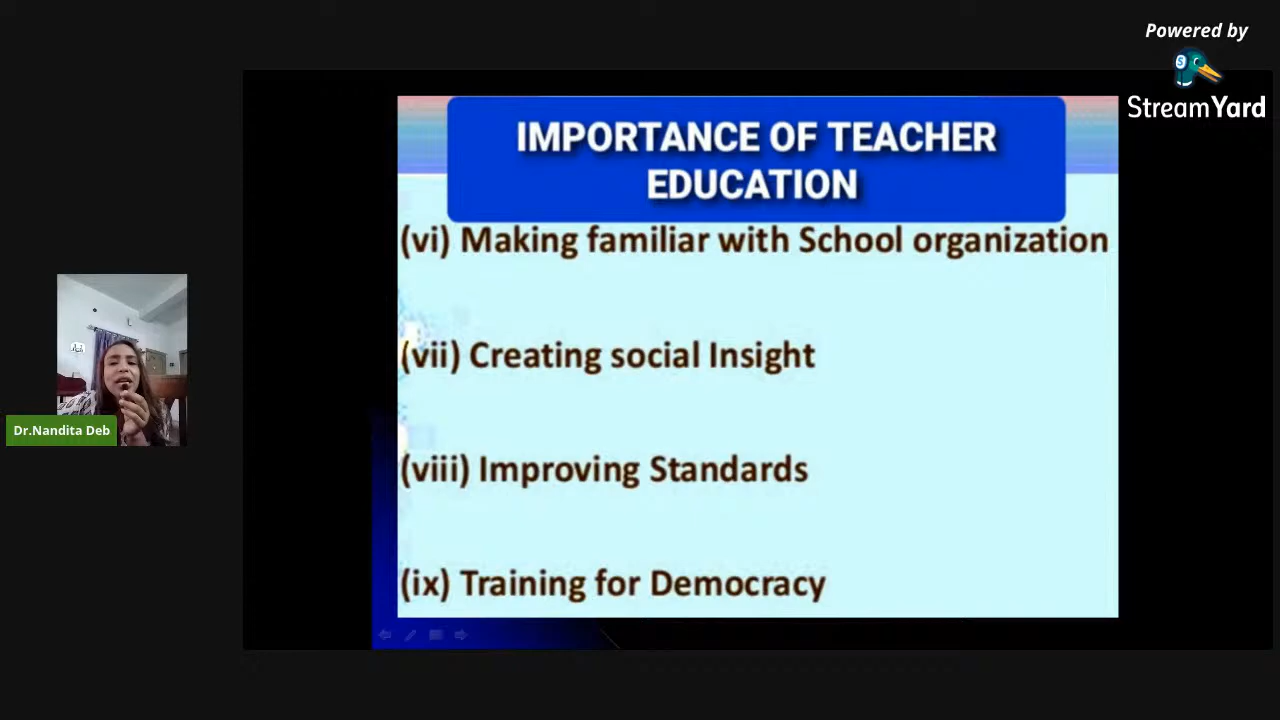 Powered by
StreamYard
IMPORTANCE OF TEACHER
EDUCATION
(vi) Making familiar with School organization
(vii) Creating social Insight
(viii) Improving Standards
(ix) Training for Democracy
Dr.Nandita Deb